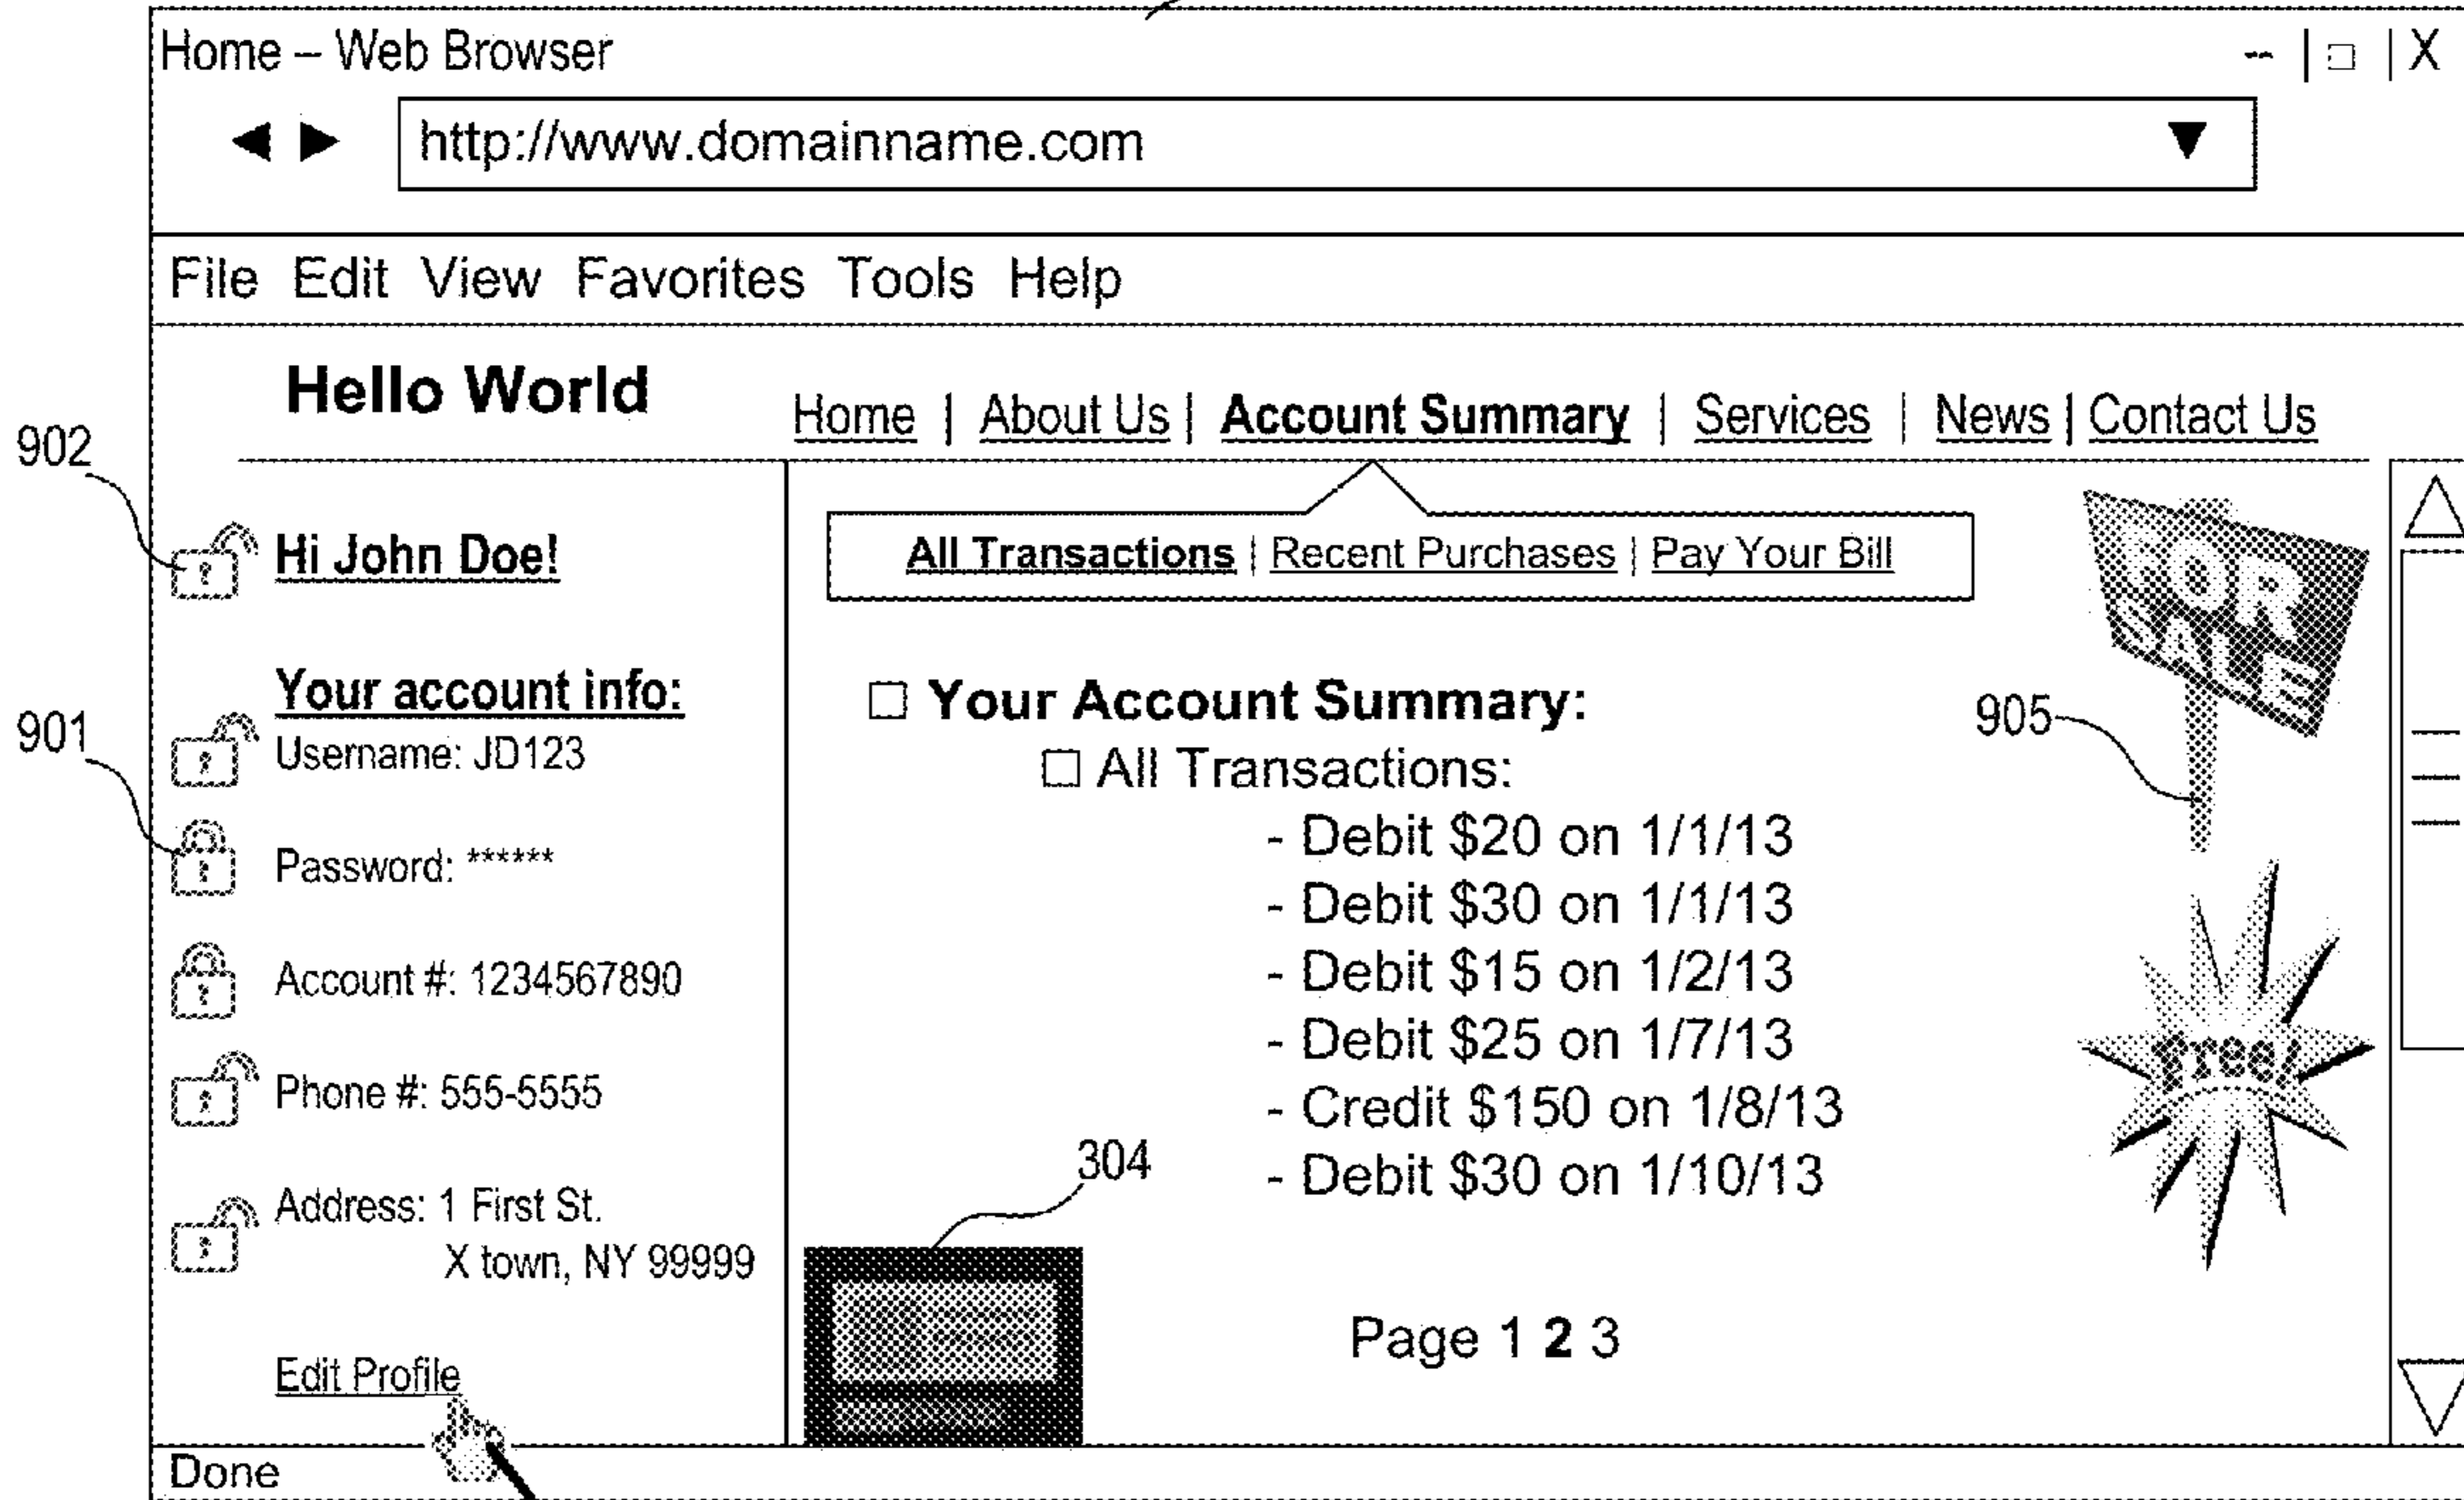 Home – Web Browser -- | □ | X
http://www.domainname.com
File Edit View Favorites Tools Help
Hello World
Home | About Us | Account Summary | Services | News | Contact Us
902
Hi John Doe!
All Transactions | Recent Purchases | Pay Your Bill
FOR
SALE
Your account info:
901
Username: JD123
Password: ******
Account #: 1234567890
Phone #: 555-5555
Address: 1 First St.
X town, NY 99999
Edit Profile
□ Your Account Summary:
□ All Transactions:
- Debit $20 on 1/1/13
- Debit $30 on 1/1/13
- Debit $15 on 1/2/13
- Debit $25 on 1/7/13
- Credit $150 on 1/8/13
- Debit $30 on 1/10/13
905
free!
304
Page 1 2 3
Done